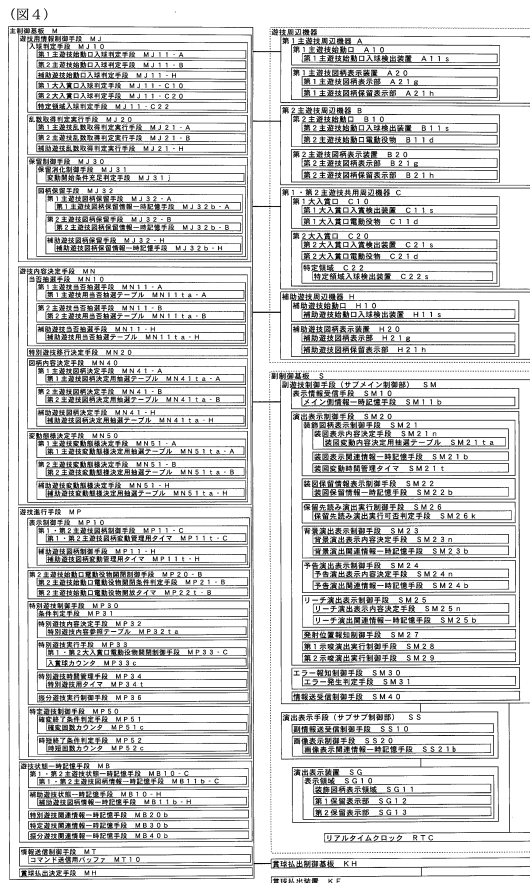 (図4)
主制御基板 M
遊技用情報制御手段 MJ
入球判定手段 MJ10
第1主遊技始動口入球判定手段 MJ11-A
第2主遊技始動口入球判定手段 MJ11-B
補助遊技始動口入球判定手段 MJ11-H
第1大入賞口入球判定手段 MJ11-C10
第2大入賞口入球判定手段 MJ11-C20
特定領域入球判定手段 MJ11-C22
乱数取得判定実行手段 MJ20
第1主遊技乱数取得判定実行手段 MJ21-A
第2主遊技乱数取得判定実行手段 MJ21-B
補助遊技乱数取得判定実行手段 MJ21-H
保留制御手段 MJ30
保留消化制御手段 MJ31
変動開始条件充足判定手段 MJ31j
図柄保留手段 MJ32
第1主遊技図柄保留手段 MJ32-A
第1主遊技図柄保留情報一時記憶手段 MJ32b-A
第2主遊技図柄保留手段 MJ32-B
第2主遊技図柄保留情報一時記憶手段 MJ32b-B
補助遊技図柄保留手段 MJ32-H
補助遊技図柄保留情報一時記憶手段 MJ32b-H
遊技内容決定手段 MN
当否抽選手段 MN10
第1主遊技当否抽選手段 MN11-A
第1主遊技用当否抽選テーブル MN11ta-A
第2主遊技当否抽選手段 MN11-B
第2主遊技用当否抽選テーブル MN11ta-B
補助遊技当否抽選手段 MN11-H
補助遊技用当否抽選テーブル MN11ta-H
特別遊技移行決定手段 MN20
図柄内容決定手段 MN40
第1主遊技図柄決定手段 MN41-A
第1主遊技図柄決定用抽選テーブル MN41ta-A
第2主遊技図柄決定手段 MN41-B
第2主遊技図柄決定用抽選テーブル MN41ta-B
補助遊技図柄決定手段 MN41-H
補助遊技図柄決定用抽選テーブル MN41ta-H
変動態様決定手段 MN50
第1主遊技変動態様決定手段 MN51-A
第1主遊技変動態様決定用抽選テーブル MN51ta-A
第2主遊技変動態様決定手段 MN51-B
第2主遊技変動態様決定用抽選テーブル MN51ta-B
補助遊技変動態様決定手段 MN51-H
補助遊技変動態様決定用抽選テーブル MN51ta-H
遊技進行手段 MP
表示制御手段 MP10
第1・第2主遊技図柄制御手段 MP11-C
第1・第2主遊技図柄変動管理用タイマ MP11t-C
補助遊技図柄制御手段 MP11-H
補助遊技図柄変動管理用タイマ MP11t-H
第2主遊技始動口電動役物開閉制御手段 MP20-B
第2主遊技始動口電動役物開閉条件判定手段 MP21-B
第2主遊技始動口電動役物開放タイマ MP22t-B
特別遊技制御手段 MP30
条件判定手段 MP31
特別遊技内容決定手段 MP32
特別遊技内容参照テーブル MP32ta
特別遊技実行手段 MP33
第1・第2大入賞口電動役物開閉制御手段 MP33-C
入賞球カウンタ MP33c
特別遊技時間管理手段 MP34
特別遊技用タイマ MP34t
振分遊技実行制御手段 MP36
特定遊技制御手段 MP50
確変終了条件判定手段 MP51
確変回数カウンタ MP51c
時短終了条件判定手段 MP52
時短回数カウンタ MP52c
遊技状態一時記憶手段 MB
第1・第2主遊技状態一時記憶手段 MB10-C
第1・第2主遊技図柄情報一時記憶手段 MB11b-C
補助遊技状態一時記憶手段 MB10-H
補助遊技図柄情報一時記憶手段 MB11b-H
特別遊技関連情報一時記憶手段 MB20b
特定遊技関連情報一時記憶手段 MB30b
振分遊技関連情報一時記憶手段 MB40b
情報送信制御手段 MT
コマンド送信用バッファ MT10
賞球払出決定手段 MH
遊技周辺機器
第1主遊技周辺機器 A
第1主遊技始動口 A10
第1主遊技始動口入球検出装置 A11s
第1主遊技図柄表示装置 A20
第1主遊技図柄表示部 A21g
第1主遊技図柄保留表示部 A21h
第2主遊技周辺機器 B
第2主遊技始動口 B10
第2主遊技始動口入球検出装置 B11s
第2主遊技始動口電動役物 B11d
第2主遊技図柄表示装置 B20
第2主遊技図柄表示部 B21g
第2主遊技図柄保留表示部 B21h
第1・第2主遊技共用周辺機器 C
第1大入賞口 C10
第1大入賞口入賞検出装置 C11s
第1大入賞口電動役物 C11d
第2大入賞口 C20
第2大入賞口入賞検出装置 C21s
第2大入賞口電動役物 C21d
特定領域 C22
特定領域入球検出装置 C22s
補助遊技周辺機器 H
補助遊技始動口 H10
補助遊技始動口入球検出装置 H11s
補助遊技図柄表示装置 H20
補助遊技図柄表示部 H21g
補助遊技図柄保留表示部 H21h
副制御基板 S
副遊技制御手段(サブメイン制御部) SM
表示情報受信手段 SM10
メイン側情報一時記憶手段 SM11b
演出表示制御手段 SM20
装飾図柄表示制御手段 SM21
装図表示内容決定手段 SM21n
装図変動内容決定用抽選テーブル SM21ta
装図表示関連情報一時記憶手段 SM21b
装図変動時間管理タイマ SM21t
装図保留情報表示制御手段 SM22
装図保留情報一時記憶手段 SM22b
保留先読み演出実行制御手段 SM26
保留先読み演出実行可否判定手段 SM26k
背景演出表示制御手段 SM23
背景演出表示内容決定手段 SM23n
背景演出関連情報一時記憶手段 SM23b
予告演出表示制御手段 SM24
予告演出表示内容決定手段 SM24n
予告演出関連情報一時記憶手段 SM24b
リーチ演出表示制御手段 SM25
リーチ演出表示内容決定手段 SM25n
リーチ演出関連情報一時記憶手段 SM25b
発射位置報知制御手段 SM27
第1示唆演出実行制御手段 SM28
第2示唆演出実行制御手段 SM29
エラー報知制御手段 SM30
エラー発生判定手段 SM31
情報送受信制御手段 SM40
演出表示手段(サブサブ制御部) SS
副情報送受信制御手段 SS10
画像表示制御手段 SS20
画像表示関連情報一時記憶手段 SS21b
演出表示装置 SG
表示領域 SG10
装飾図柄表示領域 SG11
第1保留表示部 SG12
第2保留表示部 SG13
リアルタイムクロック RTC
賞球払出制御基板 KH
賞球払出装置 KE